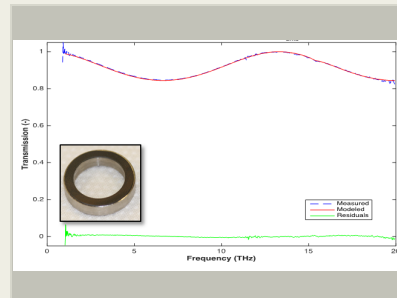 1
0.8
0.6
0.4
0.2
0
Transmission (-)
Measured
Modeled
Residuals
0 5 10 15 20
Frequency (THz)